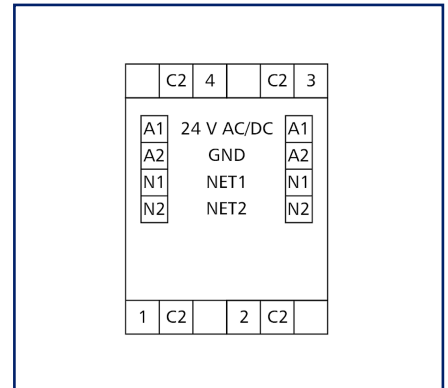 C2 4 C2 3
A1 24 V AC/DC A1
A2 GND A2
N1 NET1 N1
N2 NET2 N2
1 C2 2 C2